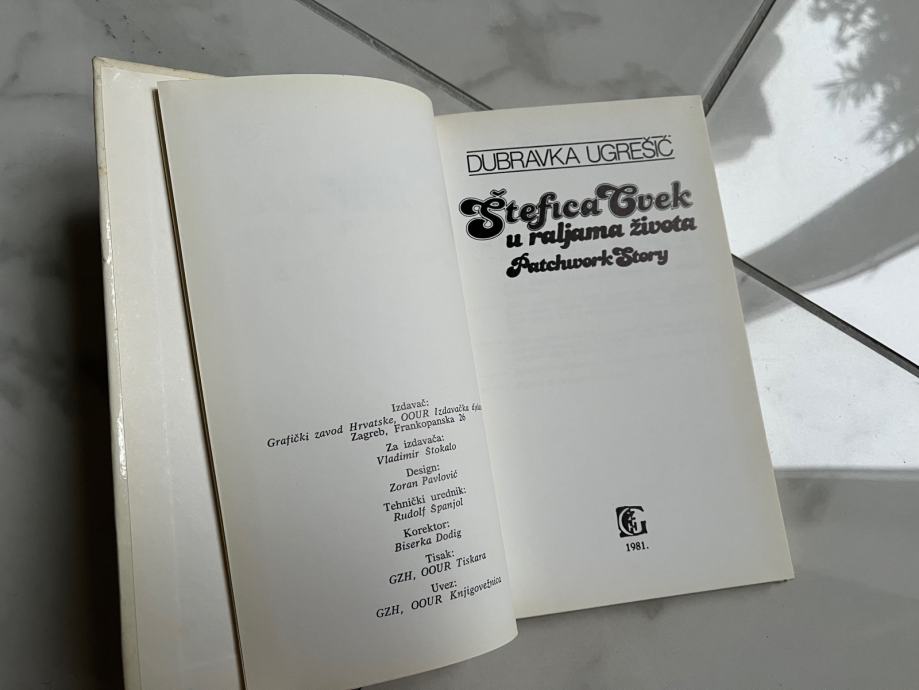 Izdavač:
Grafički zavod Hrvatske, OOUR Izdavačka
Zagreb, Frankopanska 26
Za izdavača:
Vladimir Štokalo
Design:
Zoran Pavlović
Tehnički urednik:
Rudolf Španjol
Korektor:
Biserka Dodig
Tisak:
GZH, OOUR Tiskara
Uvez:
GZH, OOUR Knjigovežnica
DUBRAVKA UGREŠIĆ
Štefica Cvek
u raljama života
Patchwork Story
1981.